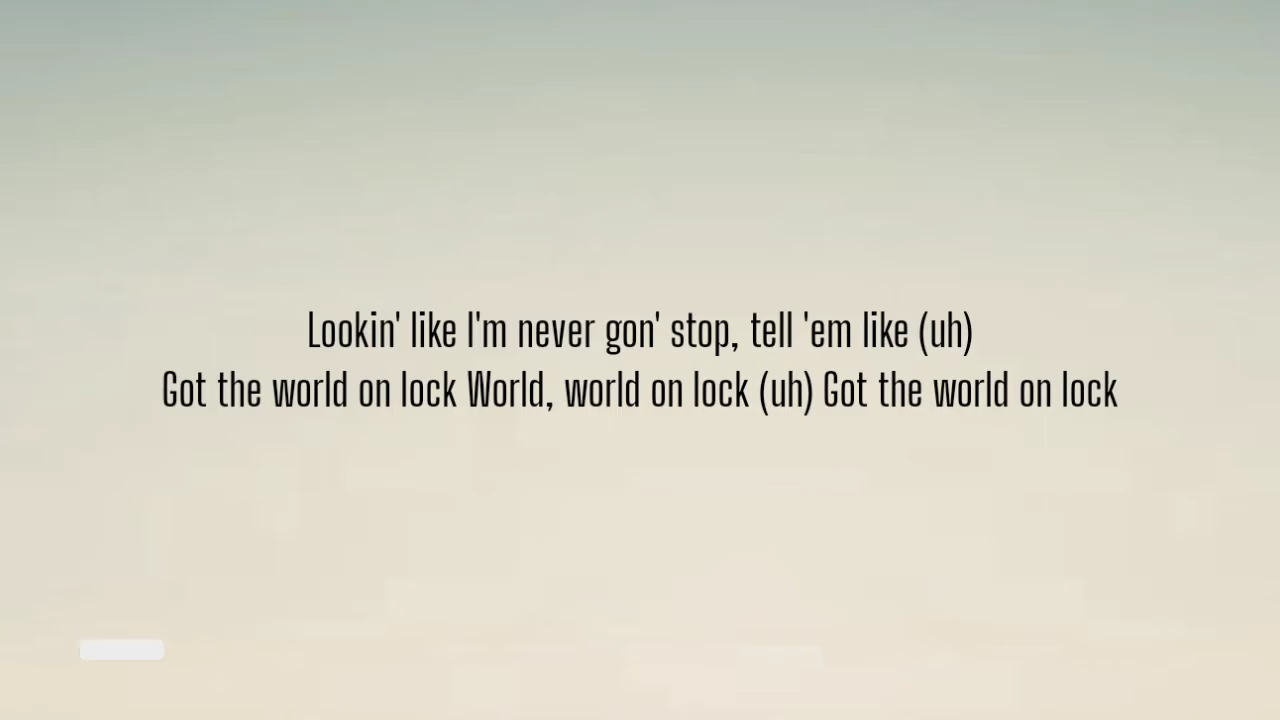 Lookin' like I'm never gon' stop, tell 'em like (uh)
Got the world on lock World, world on lock (uh) Got the world on lock